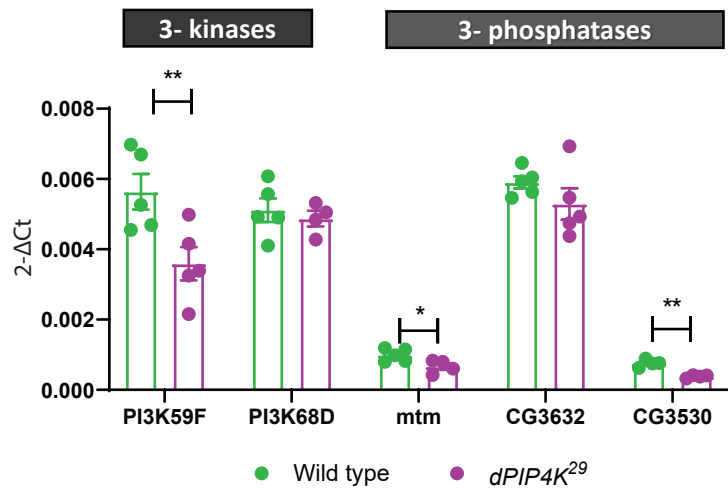 3- kinases
3- phosphatases
**
0.008
0.006
0.004
0.002
0.000
2-ΔCt
*
**
PI3K59F
PI3K68D
mtm
CG3632
CG3530
Wild type
dPIP4K²⁹